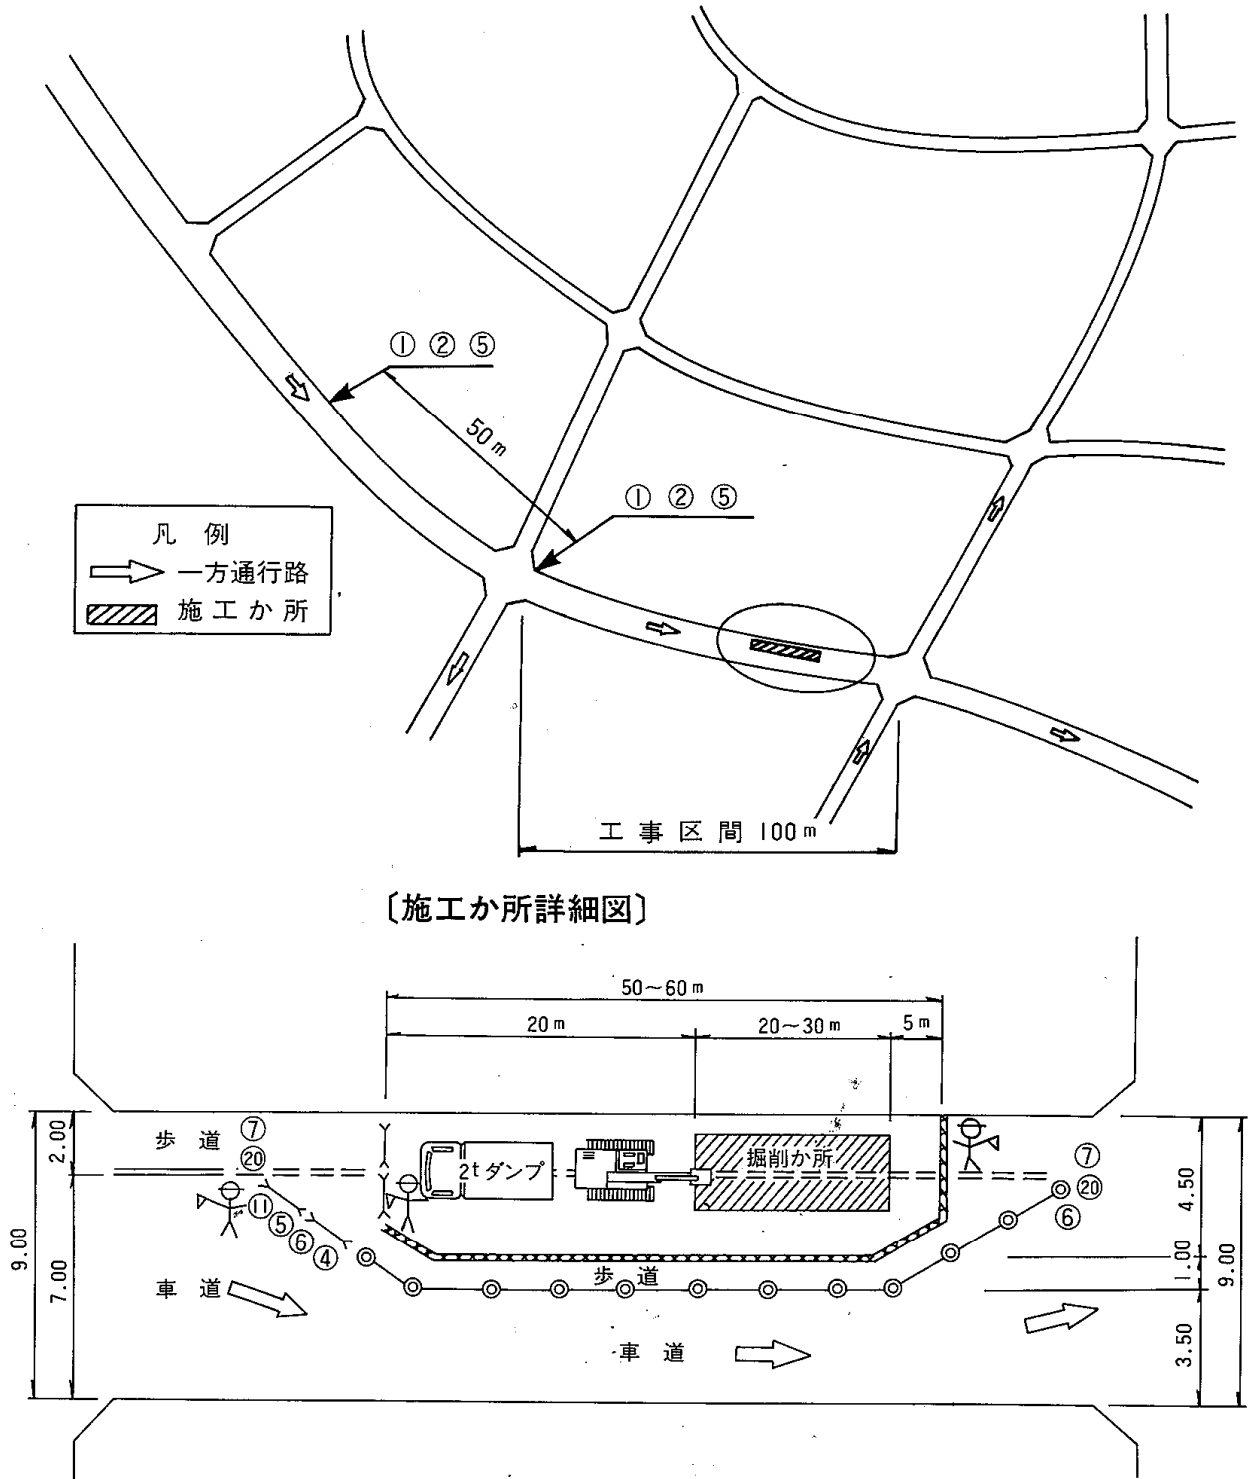 ① ② ⑤
50m
① ② ⑤
凡 例
一方通行路
施工か所
工事区間 100m
〔施工か所詳細図〕
50～60m
20m
20～30m
5m
歩 道
⑦
⑳
2tダンプ
掘削か所
⑦
⑳
⑥
⑪
⑤
⑥
④
歩 道
車 道
車 道
2.00
7.00
9.00
4.50
1.00
3.50
9.00